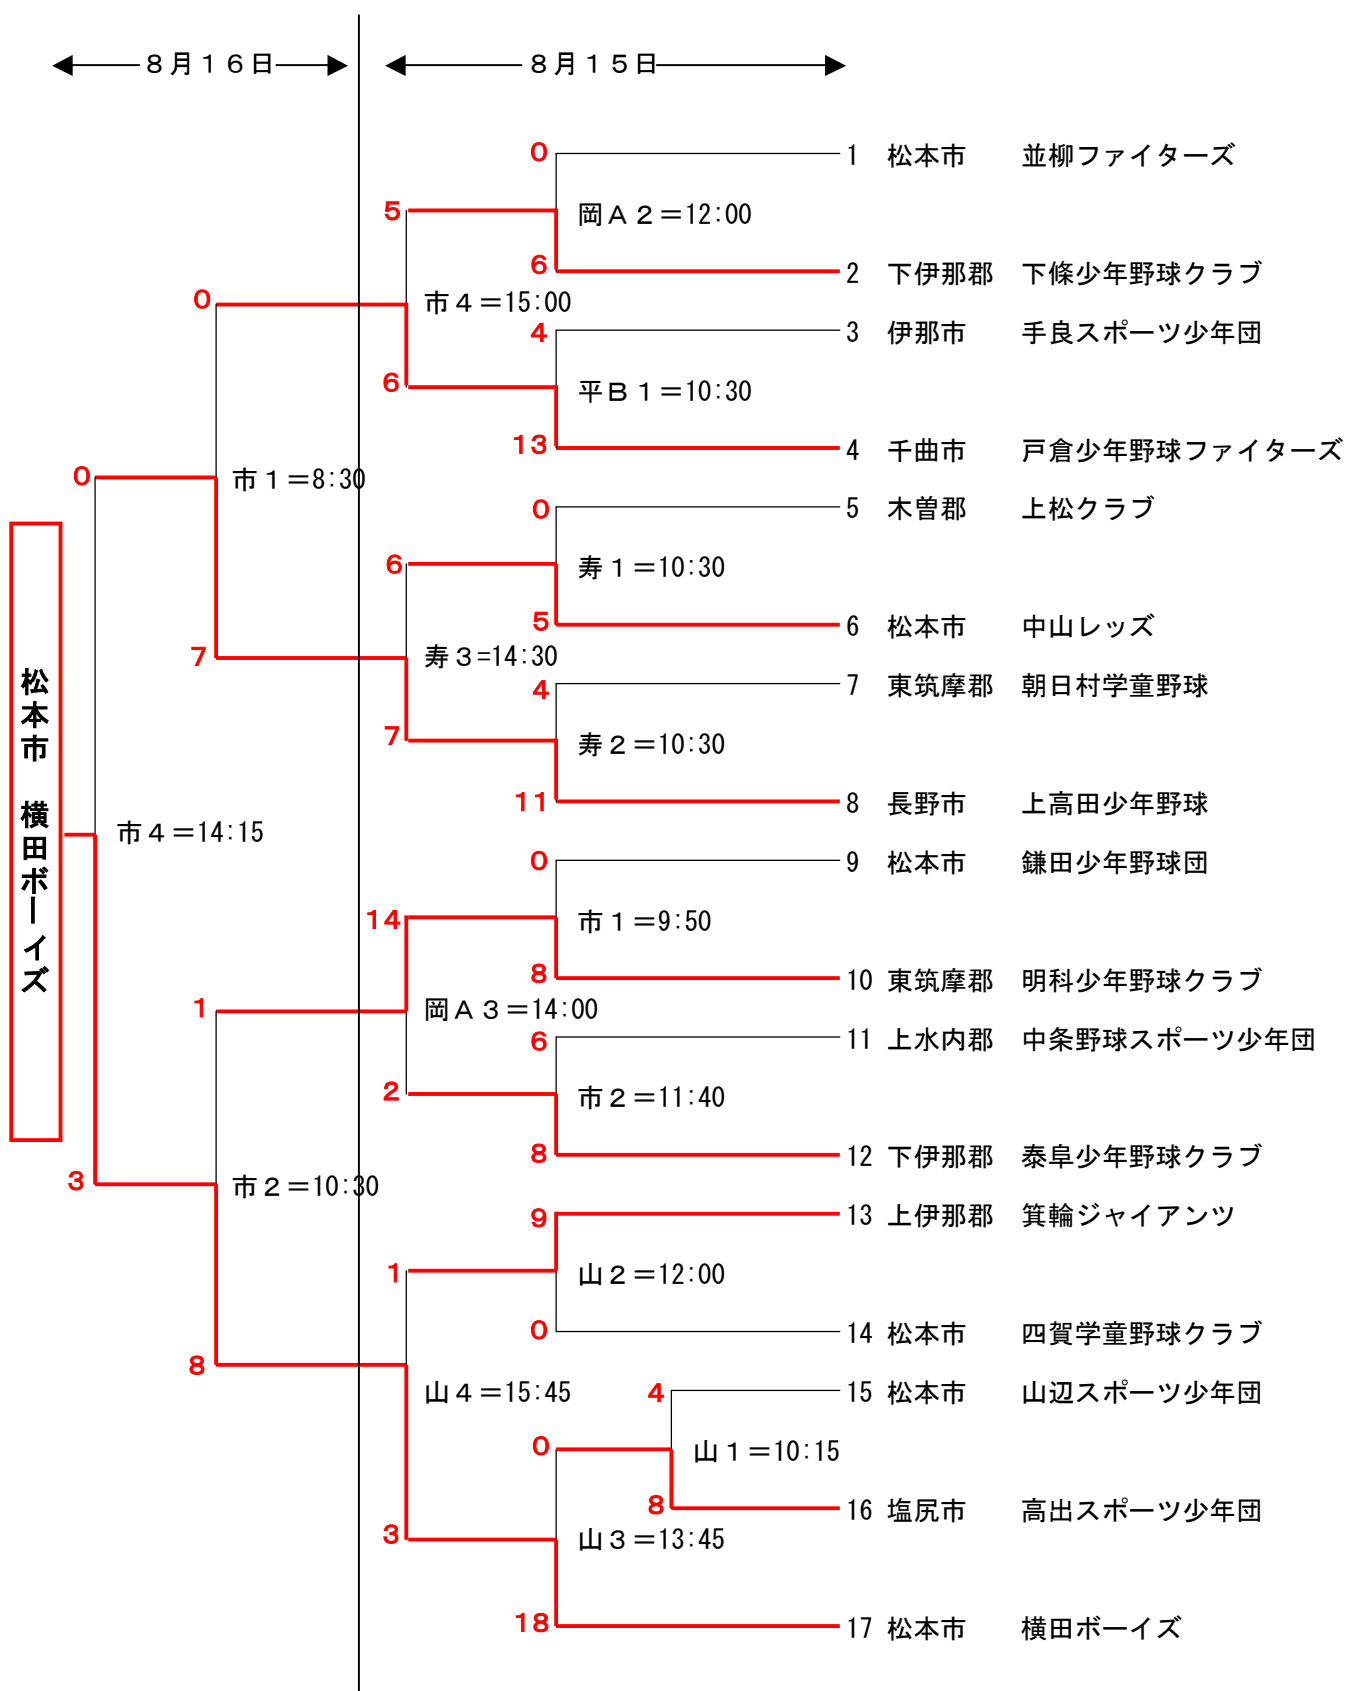 8月16日
8月15日
0
1 松本市 並柳ファイターズ
5
岡A2=12:00
6
2 下伊那郡 下條少年野球クラブ
0
市4=15:00
4
3 伊那市 手良スポーツ少年団
6
平B1=10:30
13
4 千曲市 戸倉少年野球ファイターズ
0
市1=8:30
0
5 木曽郡 上松クラブ
6
寿1=10:30
5
6 松本市 中山レッズ
7
寿3=14:30
4
7 東筑摩郡 朝日村学童野球
7
寿2=10:30
11
8 長野市 上高田少年野球
松本市 横田ボーイズ
市4=14:15
0
9 松本市 鎌田少年野球団
14
市1=9:50
8
10 東筑摩郡 明科少年野球クラブ
1
岡A3=14:00
6
11 上水内郡 中条野球スポーツ少年団
2
市2=11:40
8
12 下伊那郡 泰阜少年野球クラブ
3
市2=10:30
9
13 上伊那郡 箕輪ジャイアンツ
1
山2=12:00
0
14 松本市 四賀学童野球クラブ
8
山4=15:45
4
15 松本市 山辺スポーツ少年団
0
山1=10:15
8
16 塩尻市 高出スポーツ少年団
3
山3=13:45
18
17 松本市 横田ボーイズ